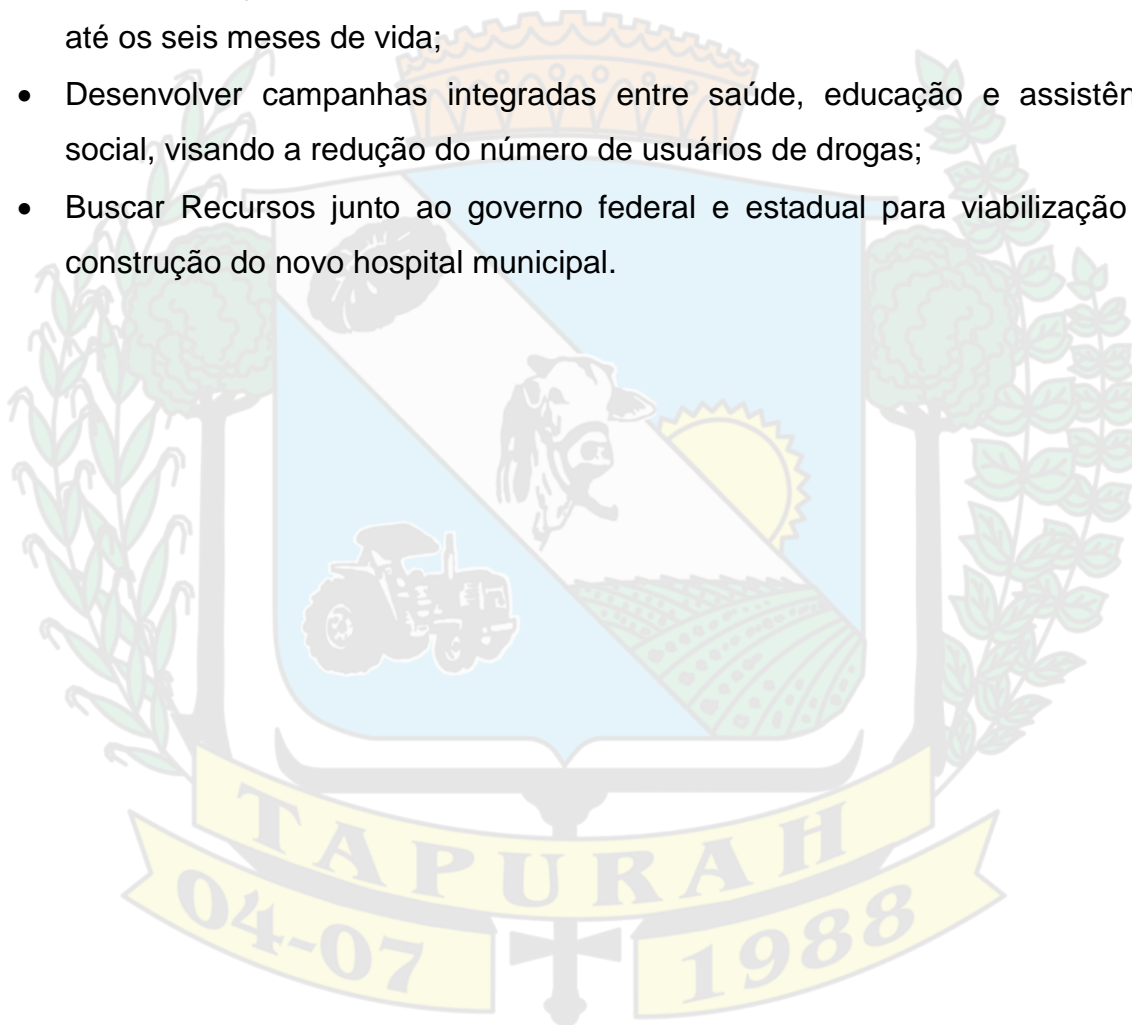 até os seis meses de vida;
• Desenvolver campanhas integradas entre saúde, educação e assistên
social, visando a redução do número de usuários de drogas;
• Buscar Recursos junto ao governo federal e estadual para viabilização
construção do novo hospital municipal.
TAPURAH
04-07 1988